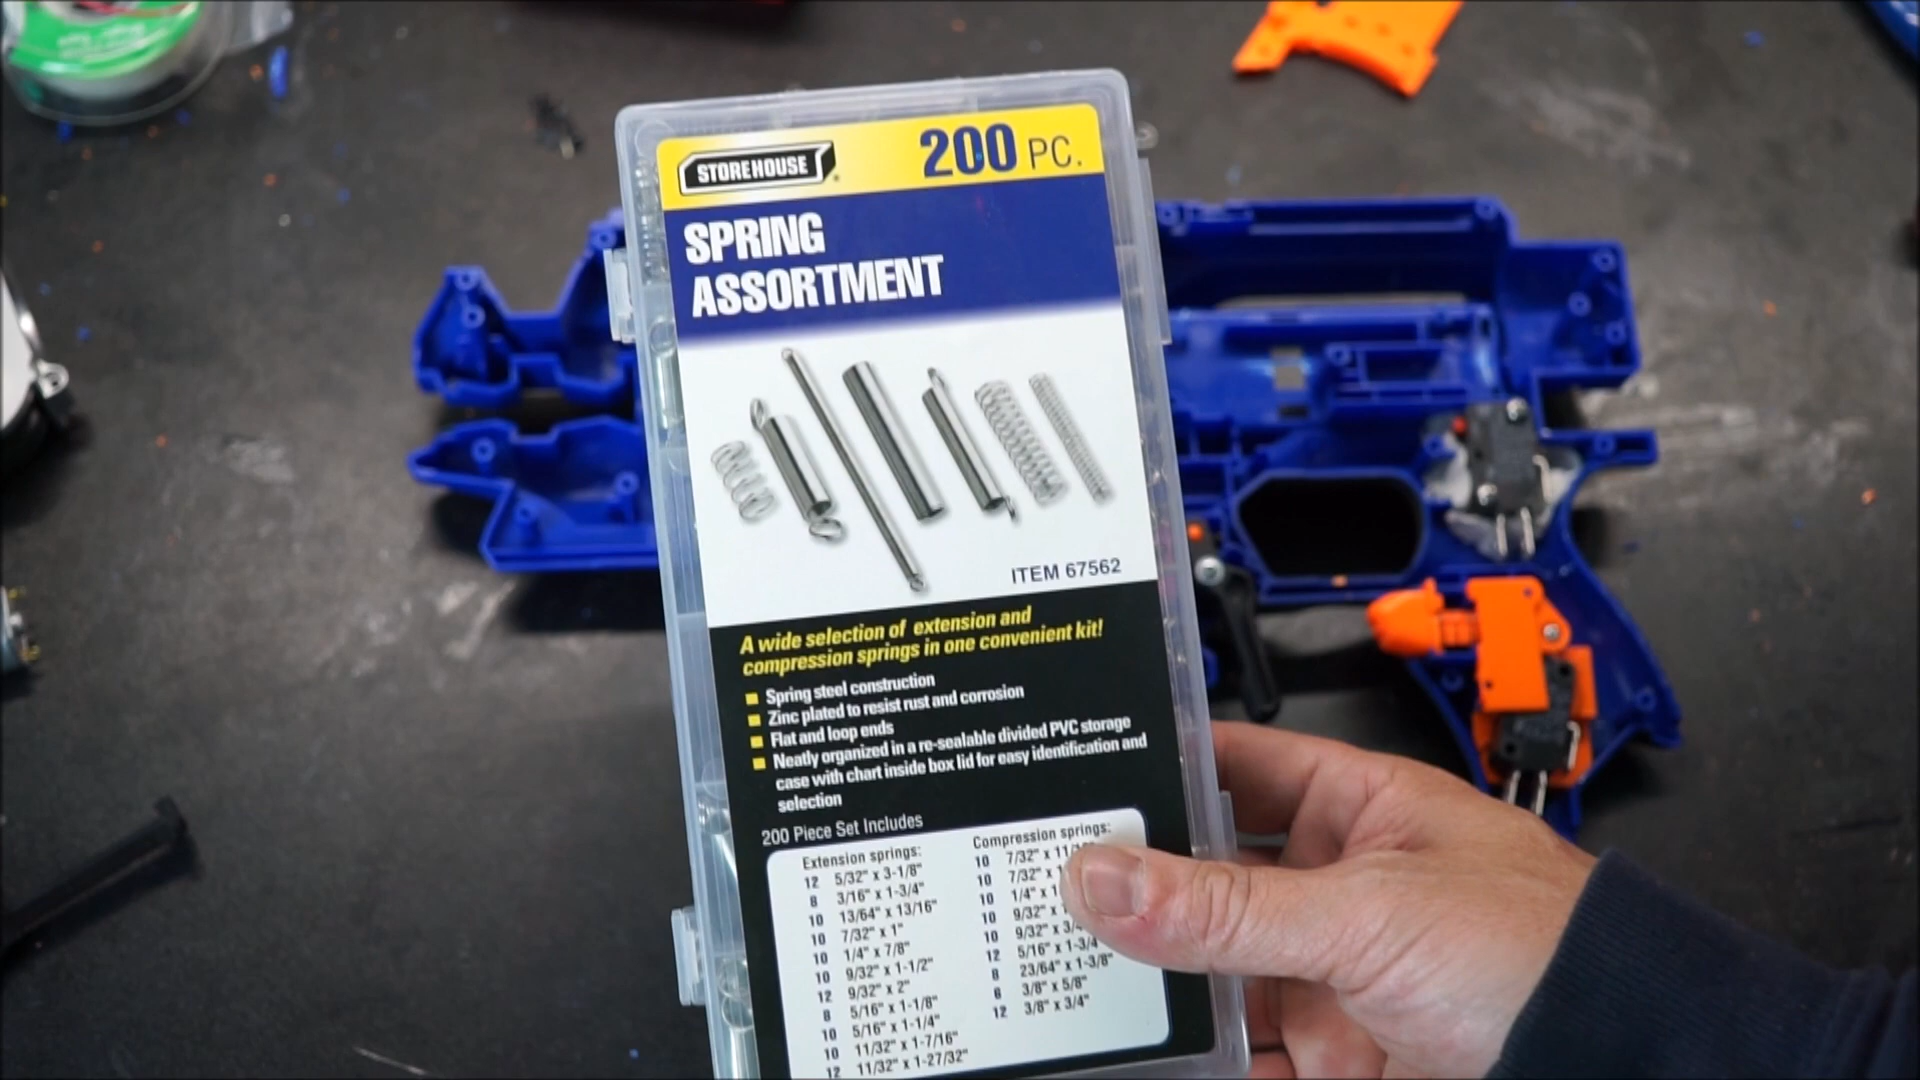 STOREHOUSE
200 PC.
SPRING
ASSORTMENT
ITEM 67562
A wide selection of extension and
compression springs in one convenient kit!
Spring steel construction
Zinc plated to resist rust and corrosion
Flat and loop ends
Neatly organized in a re-sealable divided PVC storage
case with chart inside box lid for easy identification and
selection
200 Piece Set Includes
Extension springs:
12 5/32" x 3-1/8"
8 3/16" x 1-3/4"
10 13/64" x 13/16"
10 7/32" x 1"
10 1/4" x 7/8"
10 9/32" x 1-1/2"
12 9/32" x 2"
8 5/16" x 1-1/8"
10 5/16" x 1-1/4"
10 11/32" x 1-7/16"
12 11/32" x 1-27/32"
Compression springs:
10 7/32" x
10 7/32" x
10 1/4" x
10 9/32" x
10 9/32" x 3/4
12 5/16" x 1-3/4
8 23/64" x 1-3/8"
6 3/8" x 5/8"
12 3/8" x 3/4"